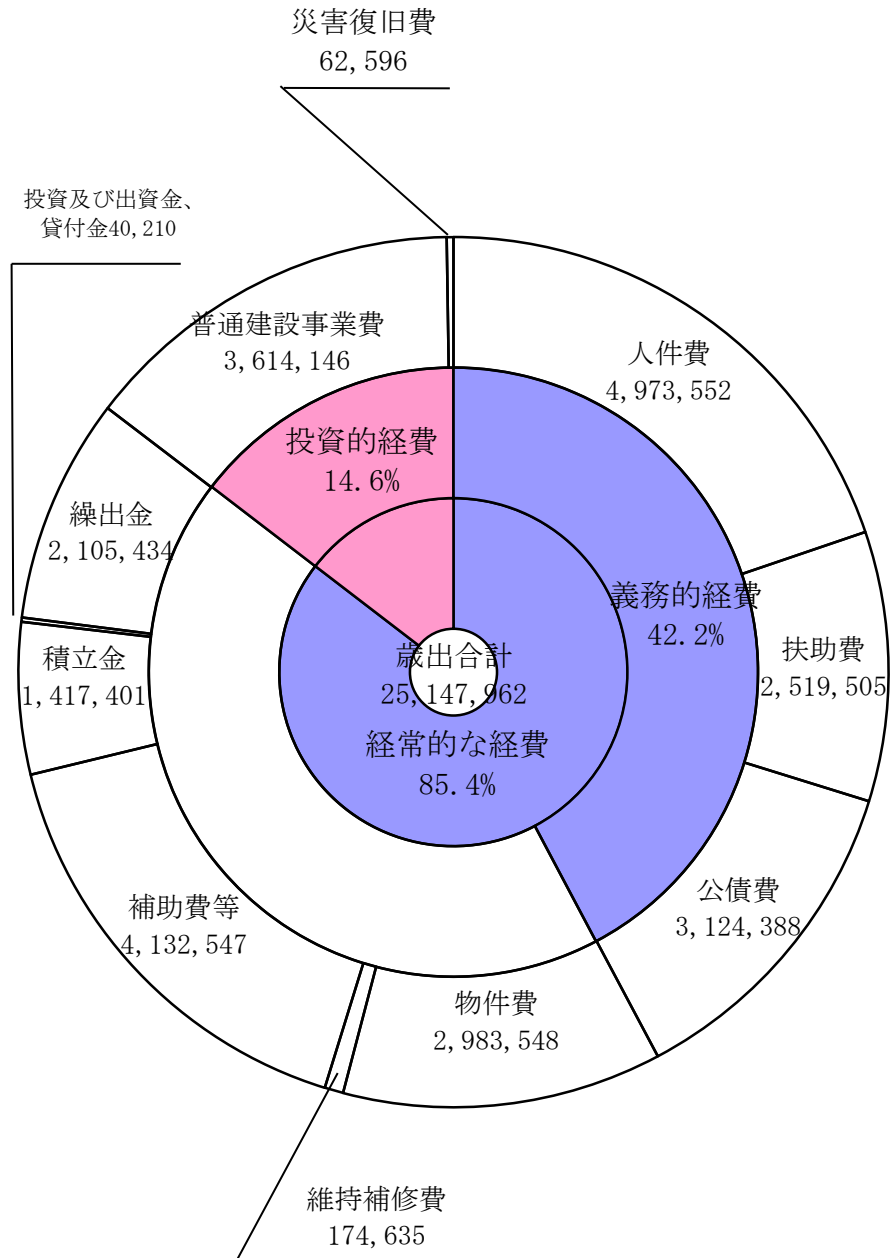 災害復旧費
62,596
投資及び出資金、
貸付金40,210
普通建設事業費
3,614,146
人件費
4,973,552
投資的経費
14.6%
繰出金
2,105,434
義務的経費
42.2%
扶助費
2,519,505
歳出合計
25,147,962
積立金
1,417,401
経常的な経費
85.4%
公債費
3,124,388
補助費等
4,132,547
物件費
2,983,548
維持補修費
174,635